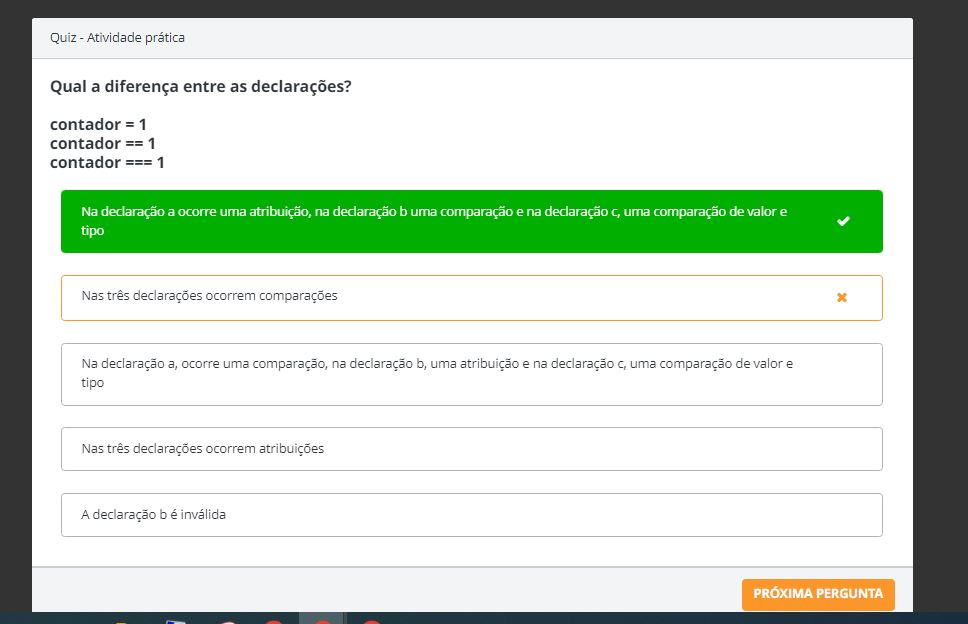 Quiz - Atividade prática
Qual a diferença entre as declarações?
contador = 1
contador == 1
contador === 1
Na declaração a ocorre uma atribuição, na declaração b uma comparação e na declaração c, uma comparação de valor e
tipo
Nas três declarações ocorrem comparações
Na declaração a, ocorre uma comparação, na declaração b, uma atribuição e na declaração c, uma comparação de valor e
tipo
Nas três declarações ocorrem atribuições
A declaração b é inválida
PRÓXIMA PERGUNTA